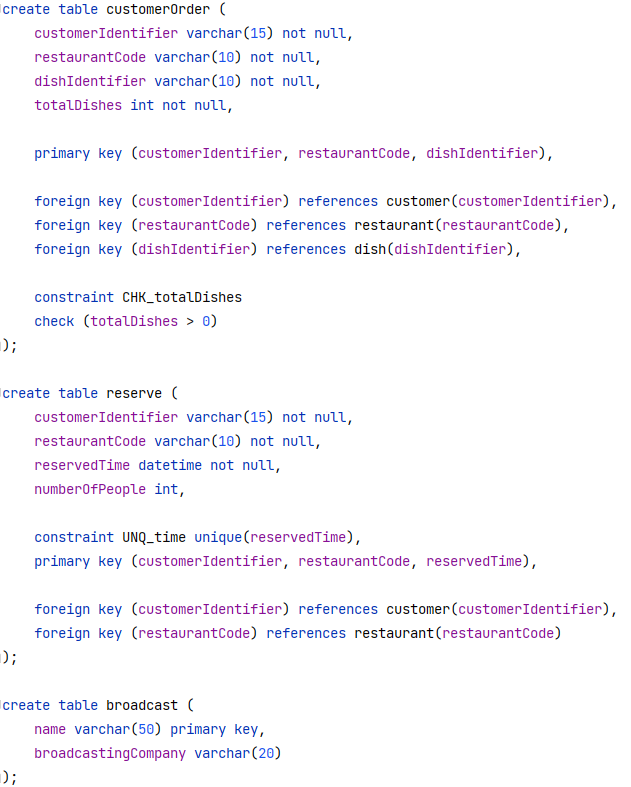 create table customerOrder (
    customerIdentifier varchar(15) not null,
    restaurantCode varchar(10) not null,
    dishIdentifier varchar(10) not null,
    totalDishes int not null,

    primary key (customerIdentifier, restaurantCode, dishIdentifier),

    foreign key (customerIdentifier) references customer(customerIdentifier),
    foreign key (restaurantCode) references restaurant(restaurantCode),
    foreign key (dishIdentifier) references dish(dishIdentifier),

    constraint CHK_totalDishes
    check (totalDishes > 0)
);

create table reserve (
    customerIdentifier varchar(15) not null,
    restaurantCode varchar(10) not null,
    reservedTime datetime not null,
    numberOfPeople int,

    constraint UNQ_time unique(reservedTime),
    primary key (customerIdentifier, restaurantCode, reservedTime),

    foreign key (customerIdentifier) references customer(customerIdentifier),
    foreign key (restaurantCode) references restaurant(restaurantCode)
);

create table broadcast (
    name varchar(50) primary key,
    broadcastingCompany varchar(20)
);